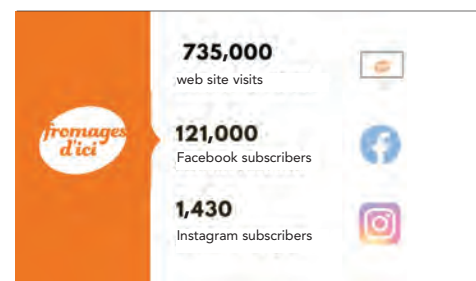 fromages
d'ici
735,000
web site visits
121,000
Facebook subscribers
1,430
Instagram subscribers